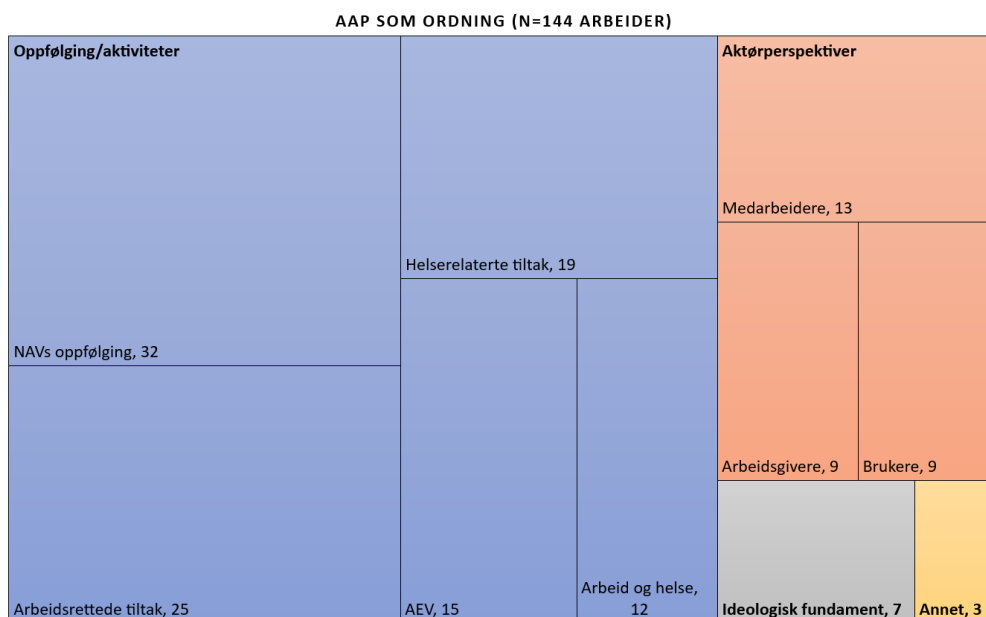 AAP SOM ORDNING (N=144 ARBEIDER)
Oppfølging/aktiviteter
NAVs oppfølging, 32
Arbeidsrettede tiltak, 25
Helserelaterte tiltak, 19
AEV, 15
Arbeid og helse,
12
Aktørperspektiver
Medarbeidere, 13
Arbeidsgivere, 9
Brukere, 9
Ideologisk fundament, 7
Annet, 3